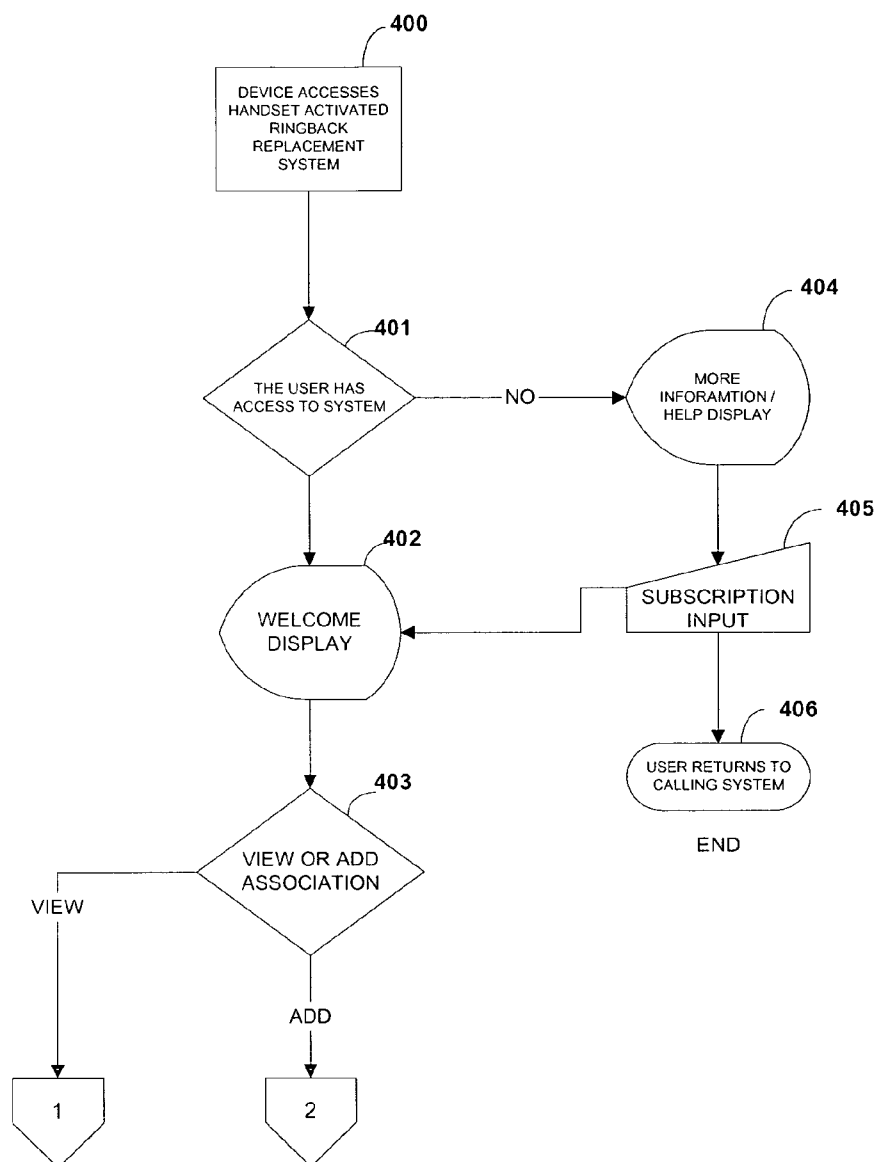 400
DEVICE ACCESSES
HANDSET ACTIVATED
RINGBACK
REPLACEMENT
SYSTEM
401
THE USER HAS
ACCESS TO SYSTEM
NO
404
MORE
INFORAMTION /
HELP DISPLAY
402
WELCOME
DISPLAY
405
SUBSCRIPTION
INPUT
406
USER RETURNS TO
CALLING SYSTEM
END
403
VIEW OR ADD
ASSOCIATION
VIEW
ADD
1
2